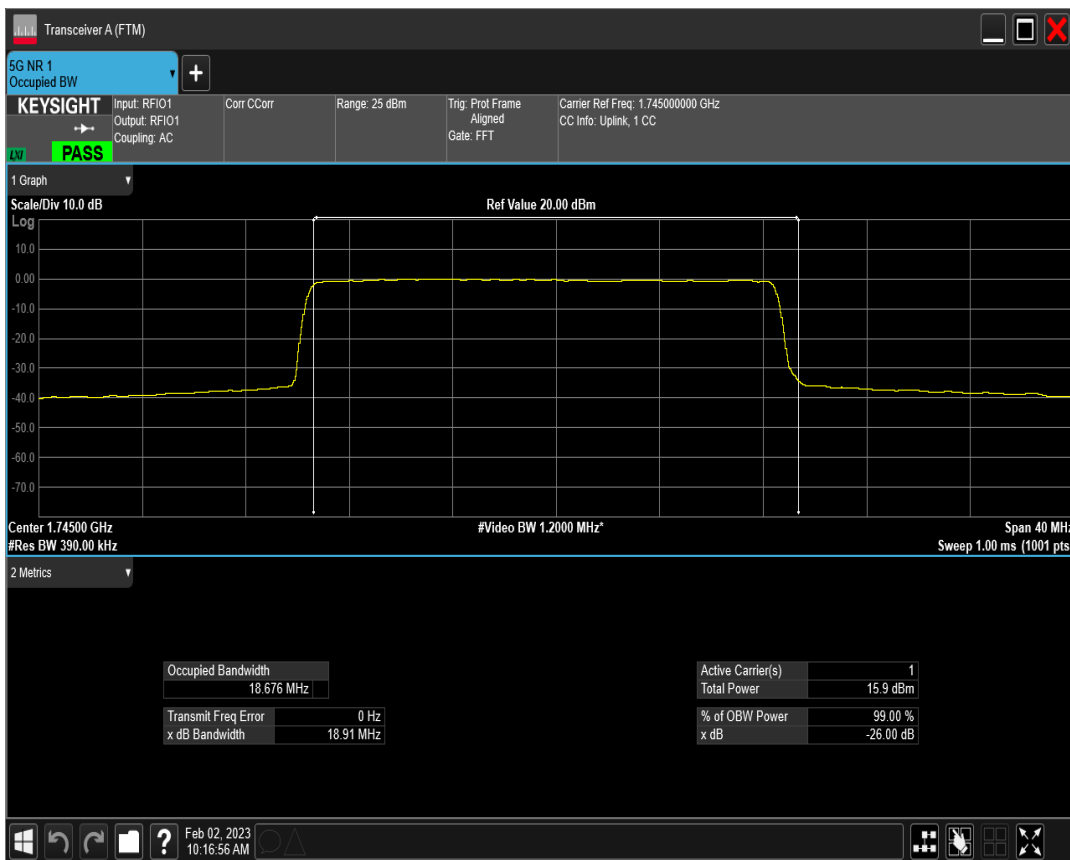 Transceiver A (FTM)
5G NR 1
Occupied BW
+
KEYSIGHT
LXI
PASS
Input: RFIO1
Output: RFIO1
Coupling: AC
Corr CCorr
Range: 25 dBm
Trig: Prot Frame
Aligned
Gate: FFT
Carrier Ref Freq: 1.745000000 GHz
CC Info: Uplink, 1 CC
1 Graph
Scale/Div 10.0 dB
Ref Value 20.00 dBm
Log
10.0
0.00
-10.0
-20.0
-30.0
-40.0
-50.0
-60.0
-70.0
Center 1.74500 GHz
#Video BW 1.2000 MHz*
Span 40 MHz
#Res BW 390.00 kHz
Sweep 1.00 ms (1001 pts
2 Metrics
Occupied Bandwidth
18.676 MHz
Transmit Freq Error 0 Hz
x dB Bandwidth 18.91 MHz
Active Carrier(s) 1
Total Power 15.9 dBm
% of OBW Power 99.00 %
x dB -26.00 dB
?
Feb 02, 2023
10:16:56 AM